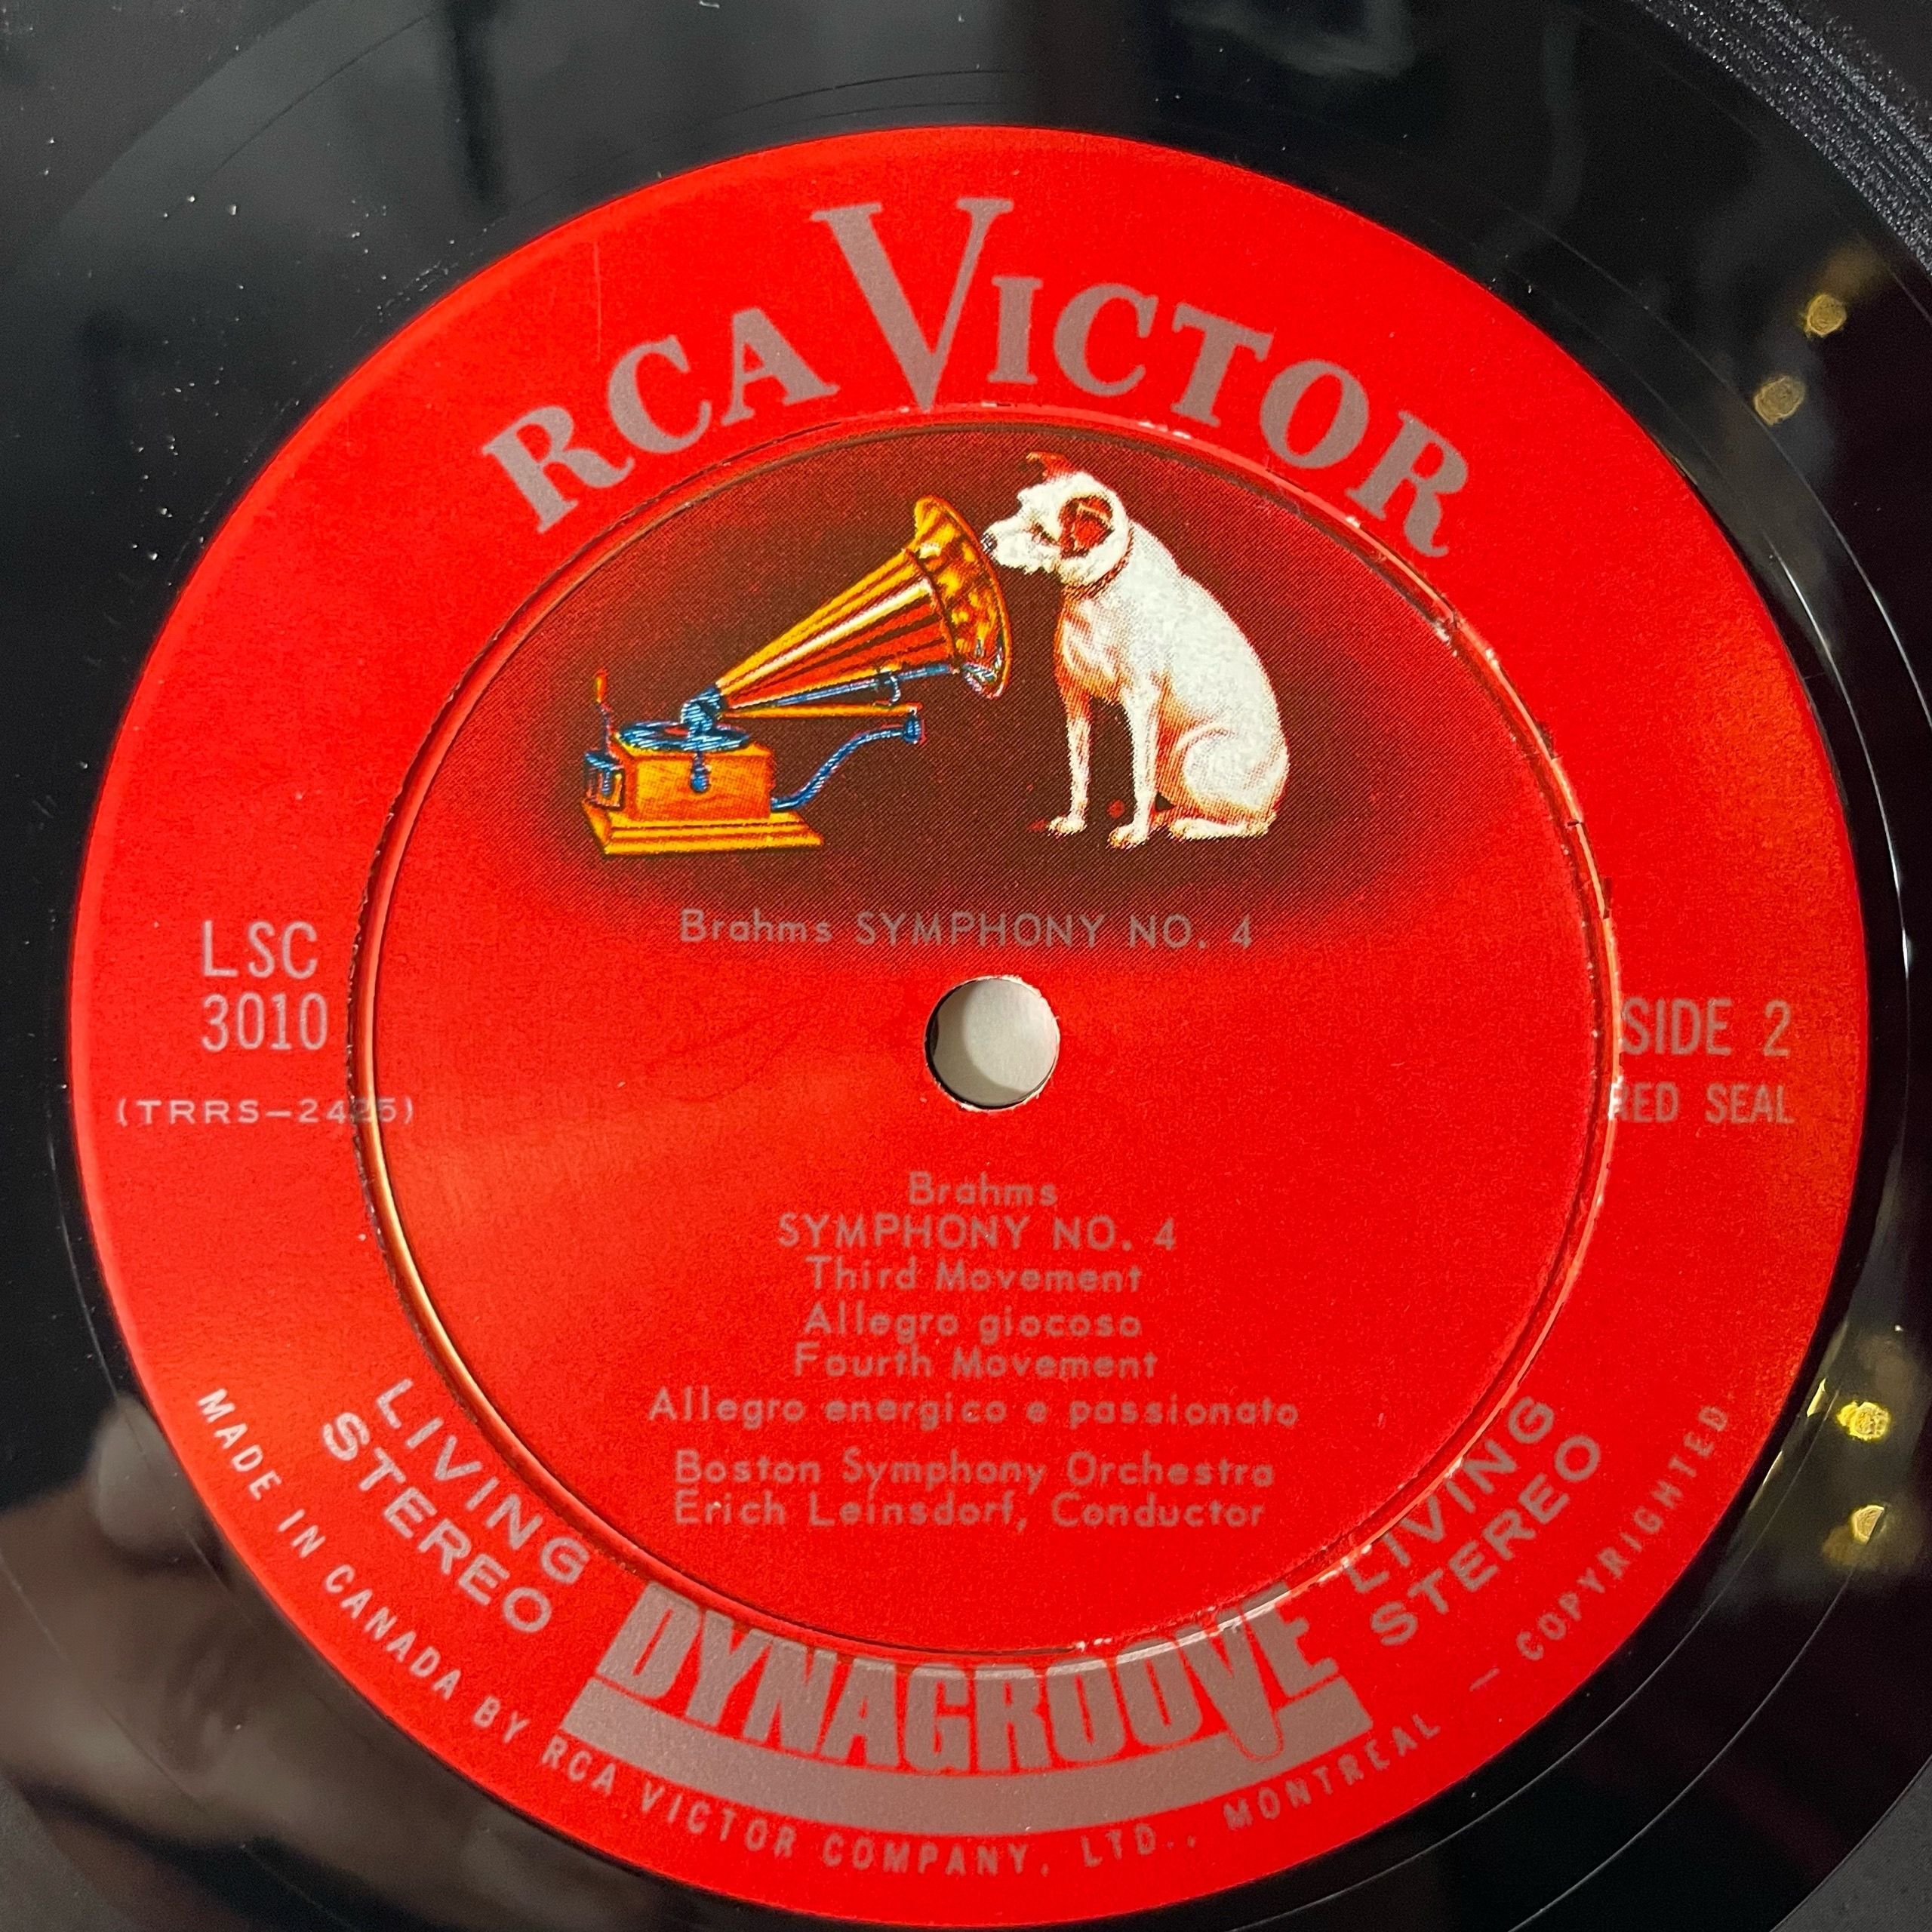 RCA VICTOR
Brahms SYMPHONY NO. 4
LSC
3010
(TRRS-2425)
SIDE 2
RED SEAL
Brahms
SYMPHONY NO. 4
Third Movement
Allegro giocoso
Fourth Movement
Allegro energico e passionato
Boston Symphony Orchestra
Erich Leinsdorf, Conductor
LIVING
STEREO
DYNAGROOVE
LIVING
STEREO
MADE IN CANADA BY RCA VICTOR COMPANY, LTD., MONTREAL — COPYRIGHTED